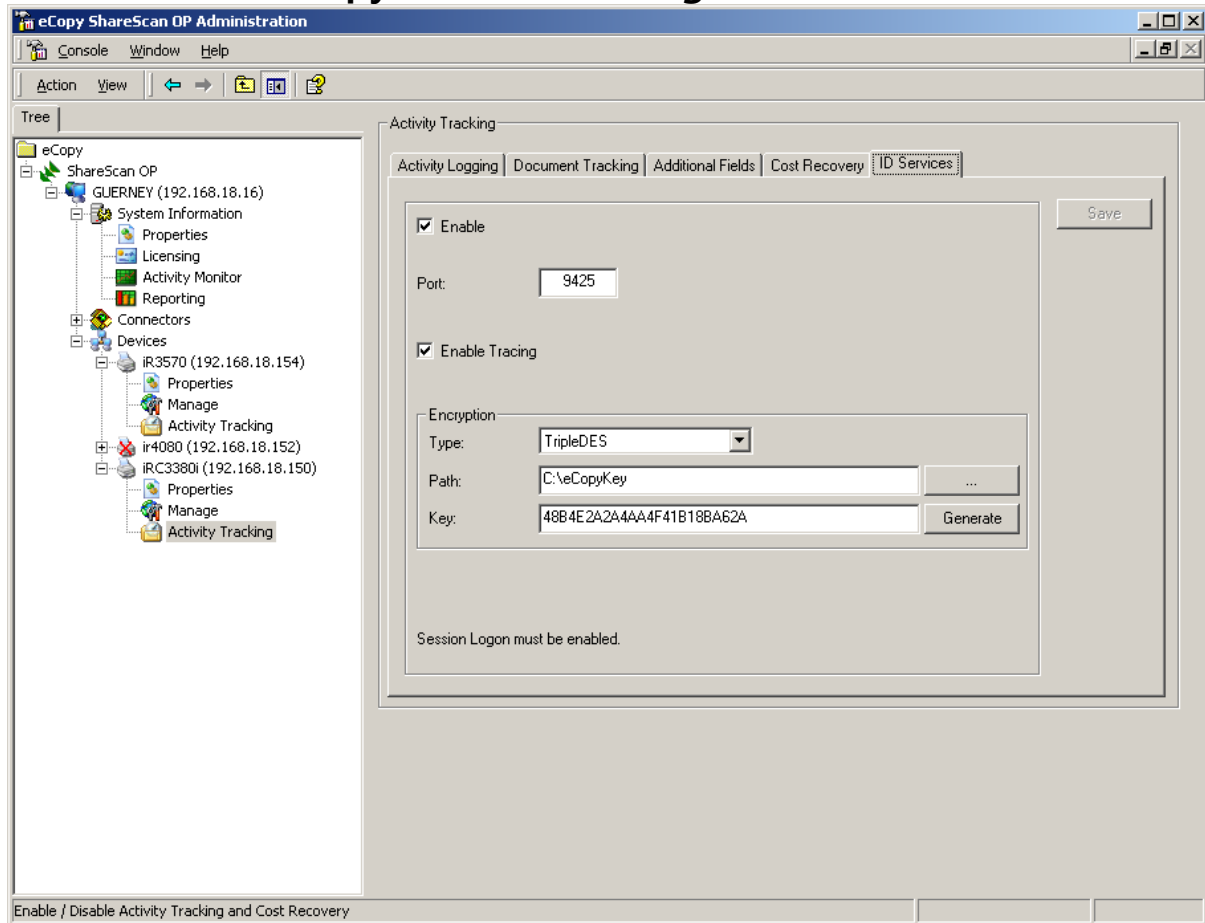 eCopy ShareScan OP Administration
Console Window Help
Action View
Tree
eCopy
ShareScan OP
GUERNEY (192.168.18.16)
System Information
Properties
Licensing
Activity Monitor
Reporting
Connectors
Devices
iR3570 (192.168.18.154)
Properties
Manage
Activity Tracking
ir4080 (192.168.18.152)
iRC3380i (192.168.18.150)
Properties
Manage
Activity Tracking
Activity Tracking
Activity Logging Document Tracking Additional Fields Cost Recovery ID Services
Enable
Save
Port: 9425
Enable Tracing
Encryption
Type: TripleDES
Path: C:\eCopyKey ...
Key: 48B4E2A2A4AA4F41B18BA62A Generate
Session Logon must be enabled.
Enable / Disable Activity Tracking and Cost Recovery